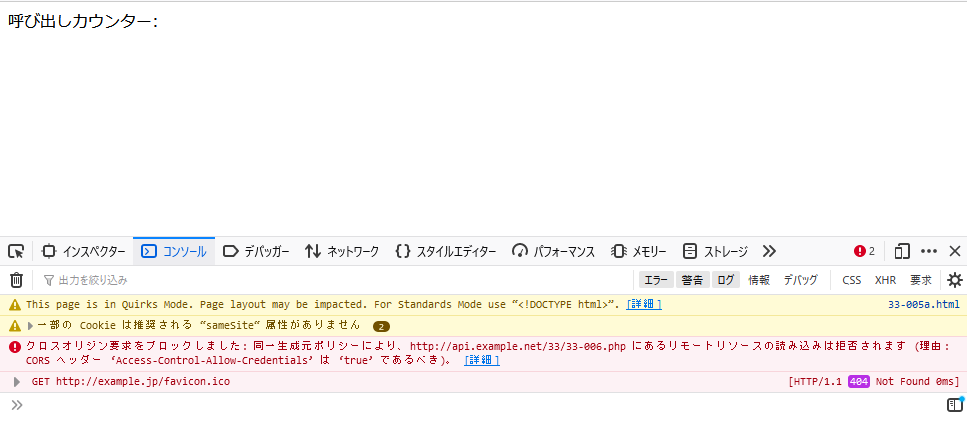 呼び出しカウンター:
インスペクター コンソール デバッガー ネットワーク スタイルエディター パフォーマンス メモリー ストレージ 2
出力を絞り込み エラー 警告 ログ 情報 デバッグ CSS XHR 要求
This page is in Quirks Mode. Page layout may be impacted. For Standards Mode use “<!DOCTYPE html>”. [詳細] 33-005a.html
一部の Cookie は推奨される “sameSite“ 属性がありません 2
クロスオリジン要求をブロックしました: 同一生成元ポリシーにより、http://api.example.net/33/33-006.php にあるリモートリソースの読み込みは拒否されます (理由:
CORS ヘッダー ‘Access-Control-Allow-Credentials’ は ‘true’ であるべき)。 [詳細]
GET http://example.jp/favicon.ico [HTTP/1.1 404 Not Found 0ms]